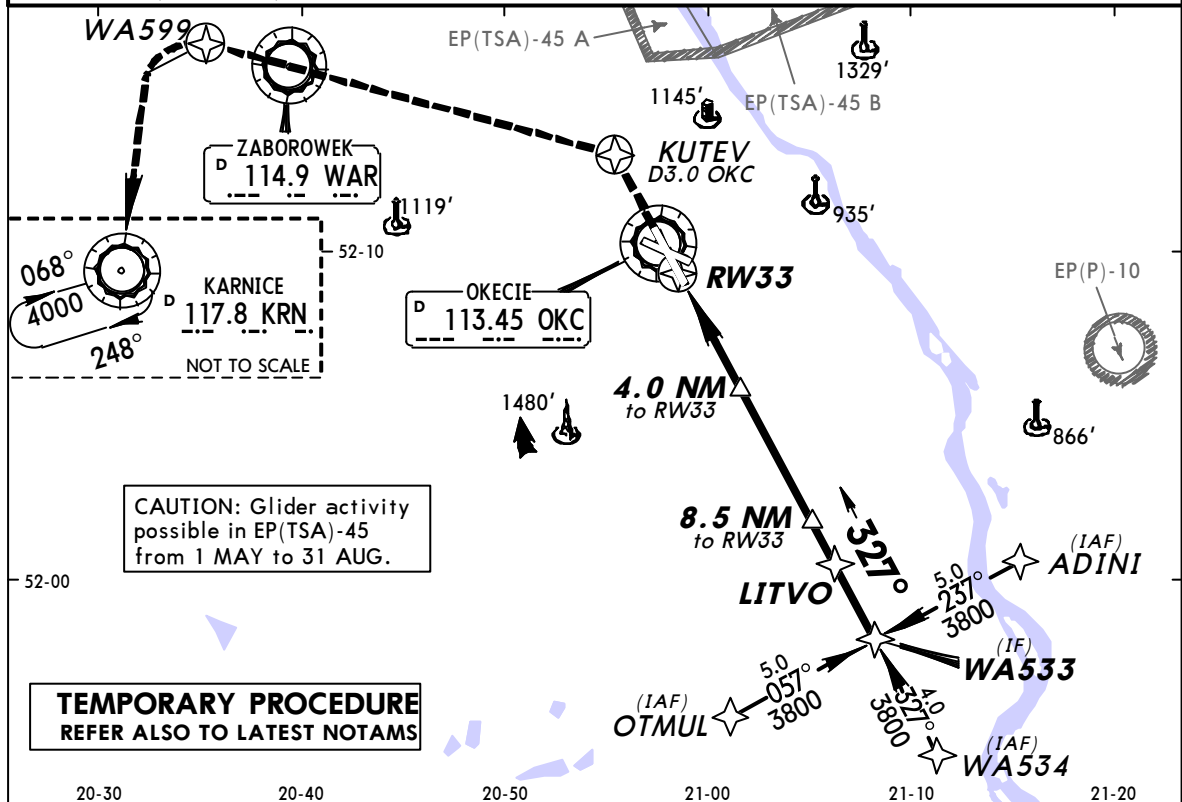 WA599
EP(TSA)-45 A
1329'
EP(TSA)-45 B
1145'
KUTEV
D3.0 OKC
ZABOROWEK
D 114.9 WAR
1119'
935'
52-10
068°
4000
248°
D
KARNICE
117.8 KRN
NOT TO SCALE
OKECIE
D 113.45 OKC
RW33
EP(P)-10
4.0 NM
to RW33
1480'
866'
CAUTION: Glider activity
possible in EP(TSA)-45
from 1 MAY to 31 AUG.
8.5 NM
to RW33
327°
52-00
LITVO
(IAF)
ADINI
5.0
237°
3800
(IF)
WA533
5.0
057°
3800
(IAF)
OTMUL
4.0
327°
3800
(IAF)
WA534
TEMPORARY PROCEDURE
REFER ALSO TO LATEST NOTAMS
20-30
20-40
20-50
21-00
21-10
21-20